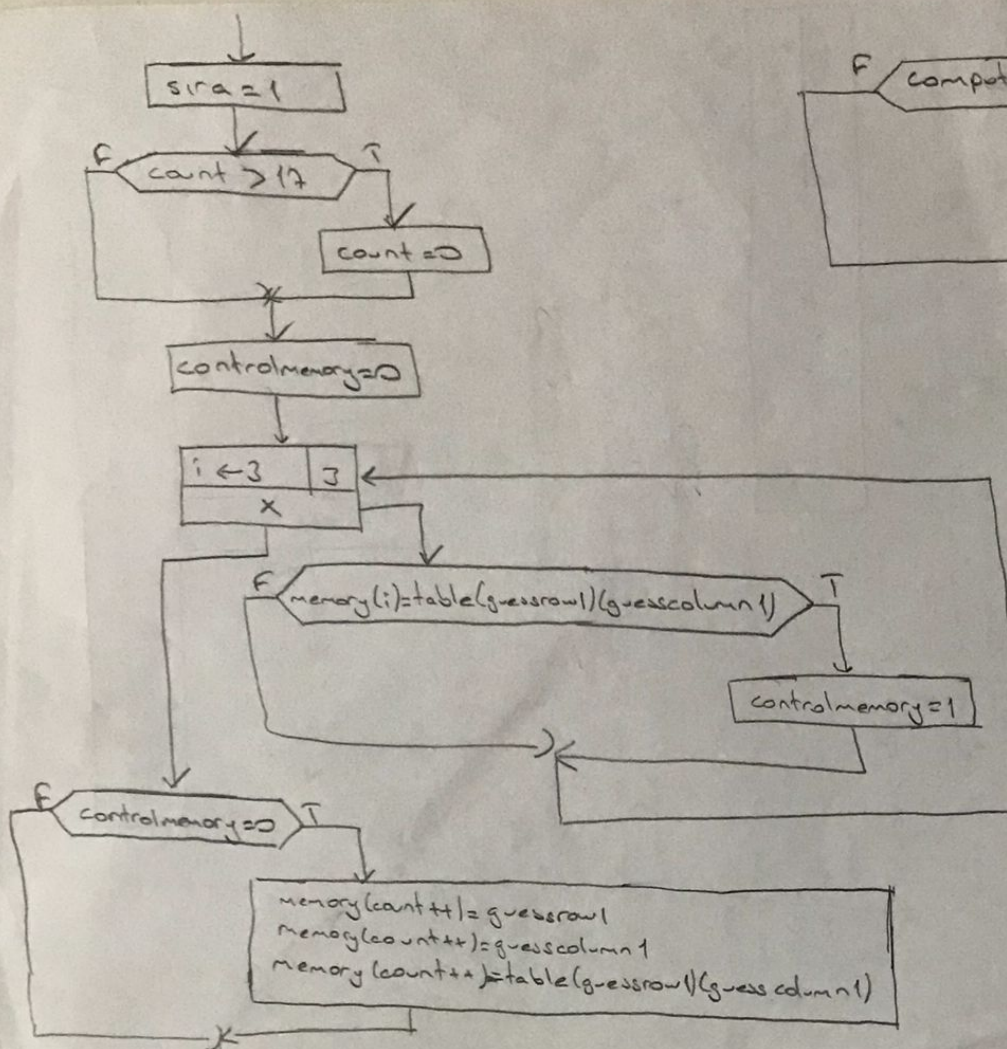 sıra=1
F
count >17
T
count=0
controlmemory=0
i ←3
3
x
F
memory(i)=table(guessrow1)(guesscolumn1)
T
controlmemory=1
F
controlmemory=0
T
memory(count++)=guessrow1
memory(count++)=guesscolumn1
memory(count++)=table(guessrow1)(guesscolumn1)
F
comput